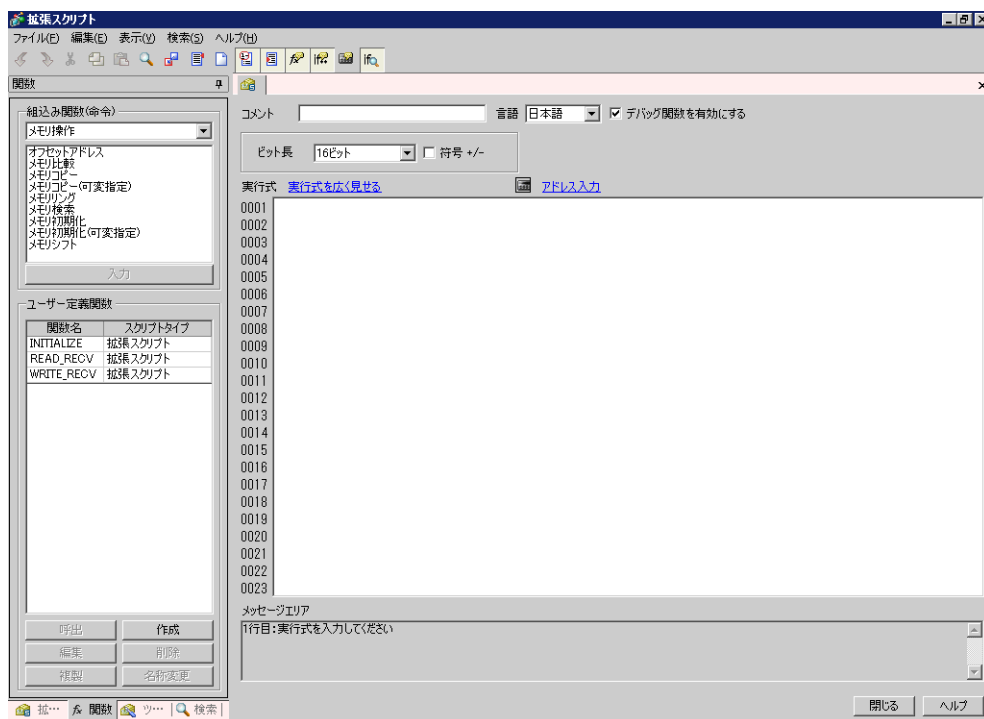 拡張スクリプト
ファイル(F) 編集(E) 表示(V) 検索(S) ヘルプ(H)
関数
組込み関数(命令)
メモリ操作
オフセットアドレス
メモリ比較
メモリコピー
メモリコピー(可変指定)
メモリリング
メモリ検索
メモリ初期化
メモリ初期化(可変指定)
メモリシフト
入力
ユーザー定義関数
関数名 スクリプトタイプ
INITIALIZE 拡張スクリプト
READ_RECV 拡張スクリプト
WRITE_RECV 拡張スクリプト
呼出 作成
編集 削除
複製 名称変更
拡… fx 関数 ツ… 検索
コメント 言語 日本語 デバッグ関数を有効にする
ビット長 16ビット 符号 +/-
実行式 実行式を広く見せる アドレス入力
0001
0002
0003
0004
0005
0006
0007
0008
0009
0010
0011
0012
0013
0014
0015
0016
0017
0018
0019
0020
0021
0022
0023
メッセージエリア
1行目:実行式を入力してください
閉じる ヘルプ